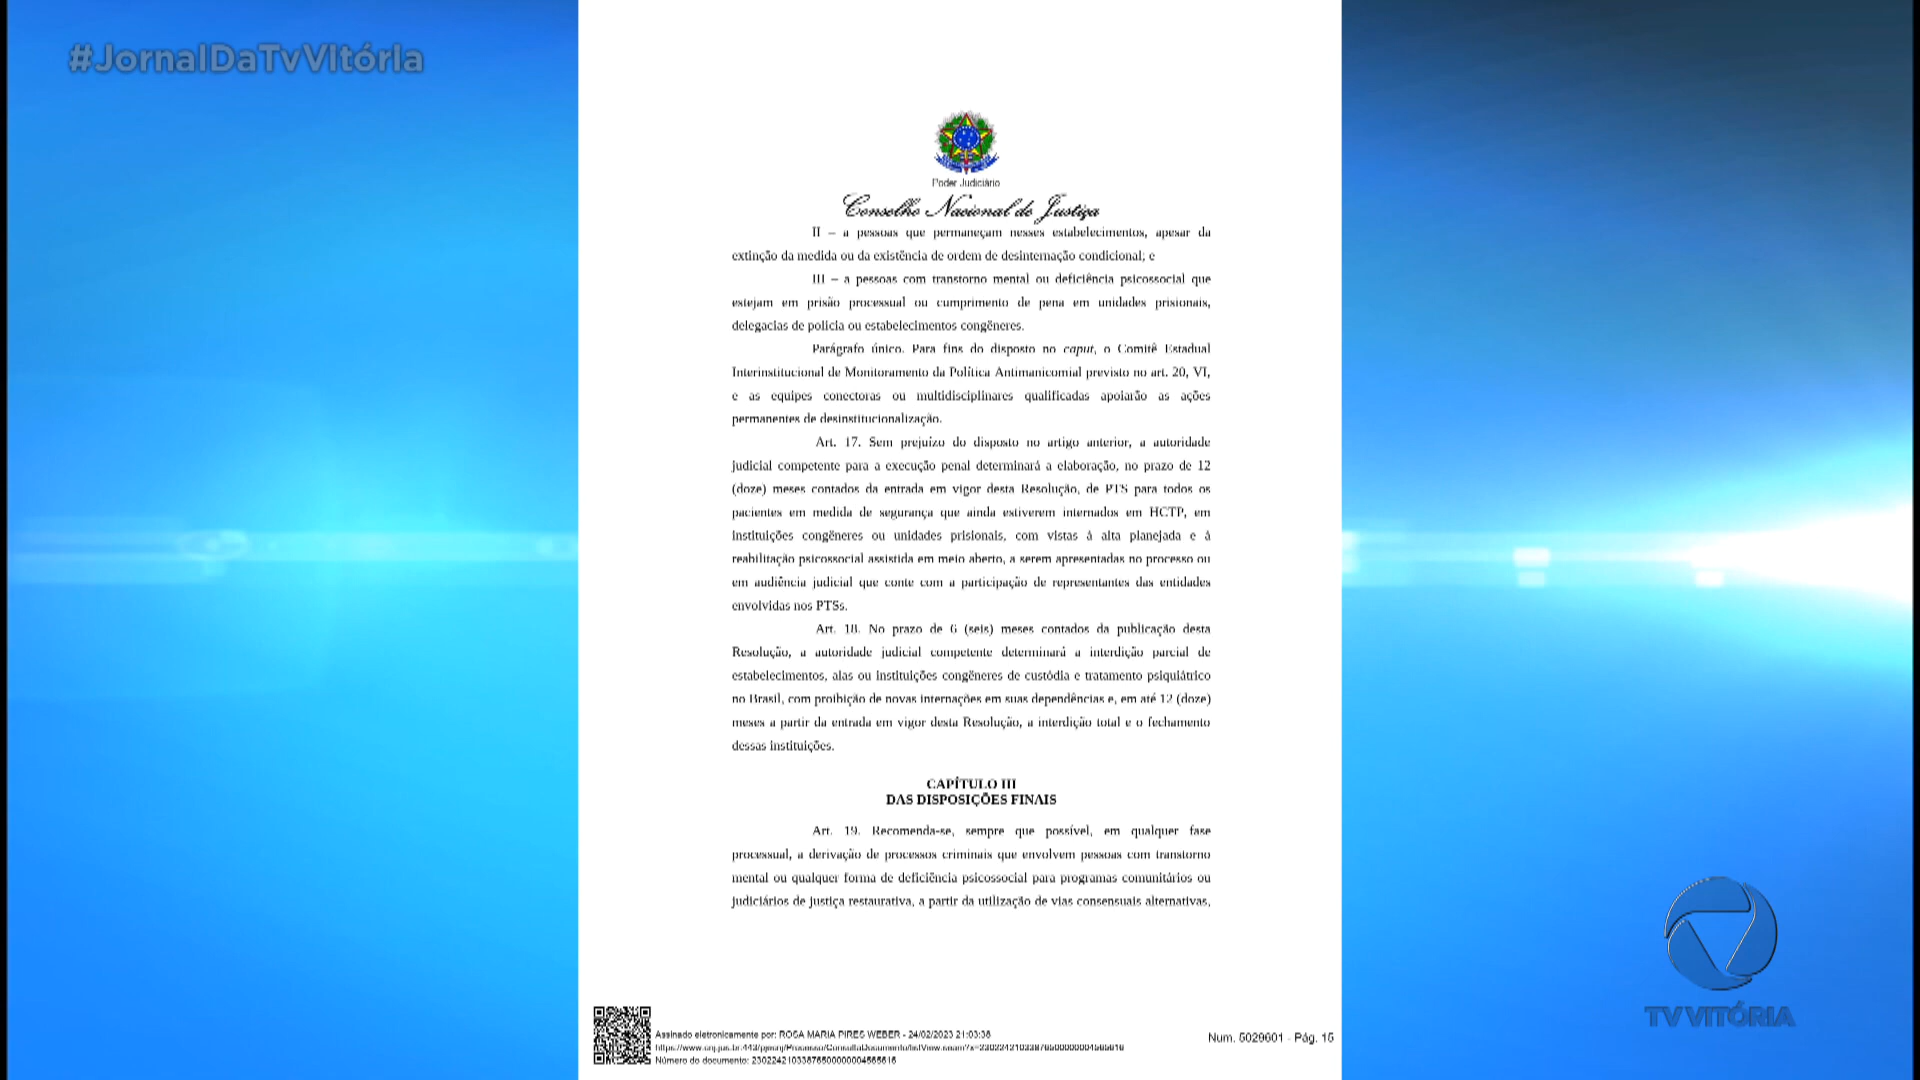 #JornalDaTvVitória
Poder Judiciário
Conselho Nacional de Justiça
II – a pessoas que permaneçam nesses estabelecimentos, apesar da
extinção da medida ou da existência de ordem de desinternação condicional; e
III – a pessoas com transtorno mental ou deficiência psicossocial que
estejam em prisão processual ou cumprimento de pena em unidades prisionais,
delegacias de polícia ou estabelecimentos congêneres.
Parágrafo único. Para fins do disposto no caput, o Comitê Estadual
Interinstitucional de Monitoramento da Política Antimanicomial previsto no art. 20, VI,
e as equipes conectoras ou multidisciplinares qualificadas apoiarão as ações
permanentes de desinstitucionalização.
Art. 17. Sem prejuízo do disposto no artigo anterior, a autoridade
judicial competente para a execução penal determinará a elaboração, no prazo de 12
(doze) meses contados da entrada em vigor desta Resolução, de PTS para todos os
pacientes em medida de segurança que ainda estiverem internados em HCTP, em
instituições congêneres ou unidades prisionais, com vistas à alta planejada e à
reabilitação psicossocial assistida em meio aberto, a serem apresentadas no processo ou
em audiência judicial que conte com a participação de representantes das entidades
envolvidas nos PTSs.
Art. 18. No prazo de 6 (seis) meses contados da publicação desta
Resolução, a autoridade judicial competente determinará a interdição parcial de
estabelecimentos, alas ou instituições congêneres de custódia e tratamento psiquiátrico
no Brasil, com proibição de novas internações em suas dependências e, em até 12 (doze)
meses a partir da entrada em vigor desta Resolução, a interdição total e o fechamento
dessas instituições.
CAPÍTULO III
DAS DISPOSIÇÕES FINAIS
Art. 19. Recomenda-se, sempre que possível, em qualquer fase
processual, a derivação de processos criminais que envolvem pessoas com transtorno
mental ou qualquer forma de deficiência psicossocial para programas comunitários ou
judiciários de justiça restaurativa, a partir da utilização de vias consensuais alternativas,
Assinado eletronicamente por: ROSA MARIA PIRES WEBER - 24/02/2023 21:03:38
Número do documento:
Num. 5029601 - Pág. 15
TV VITÓRIA